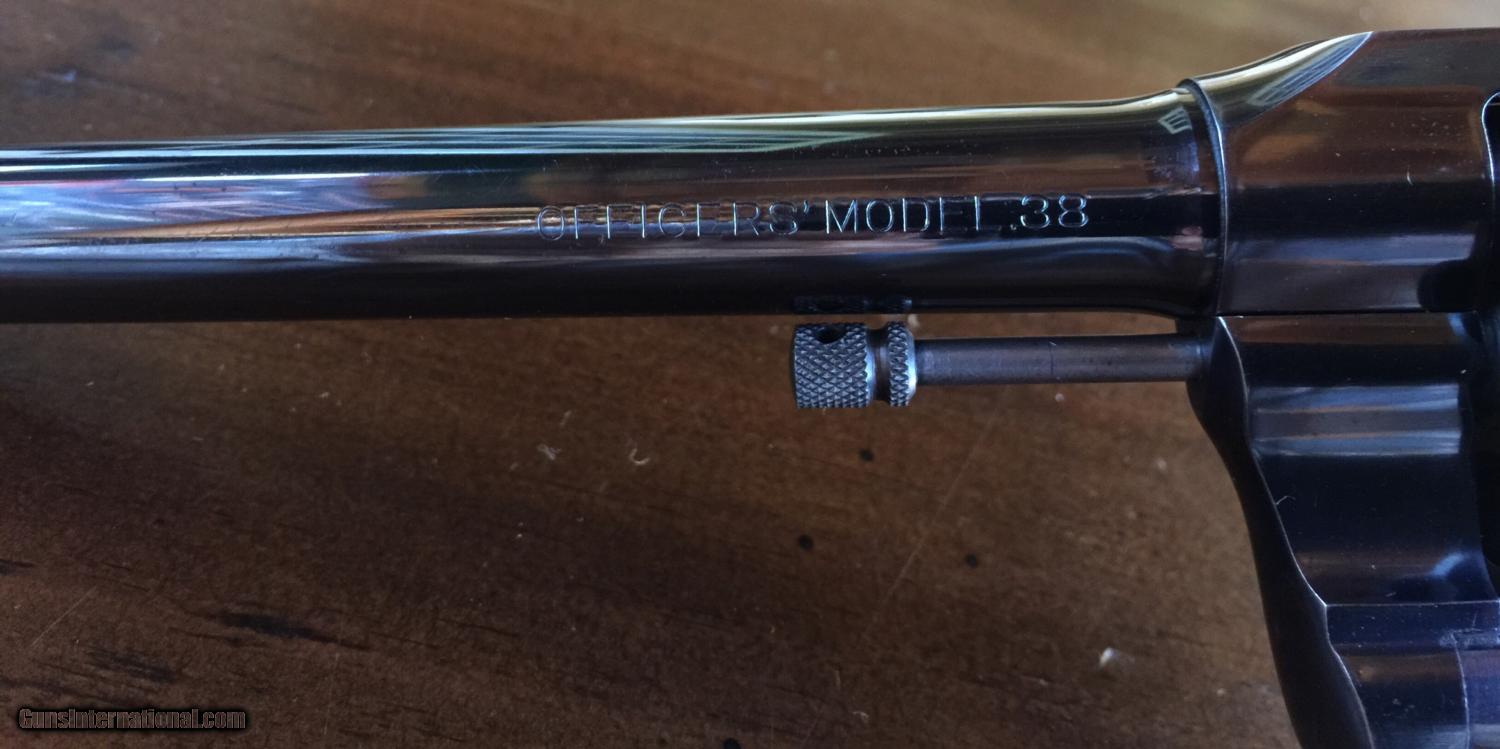 OFFICERS' MODEL .38
GunsInternational.com